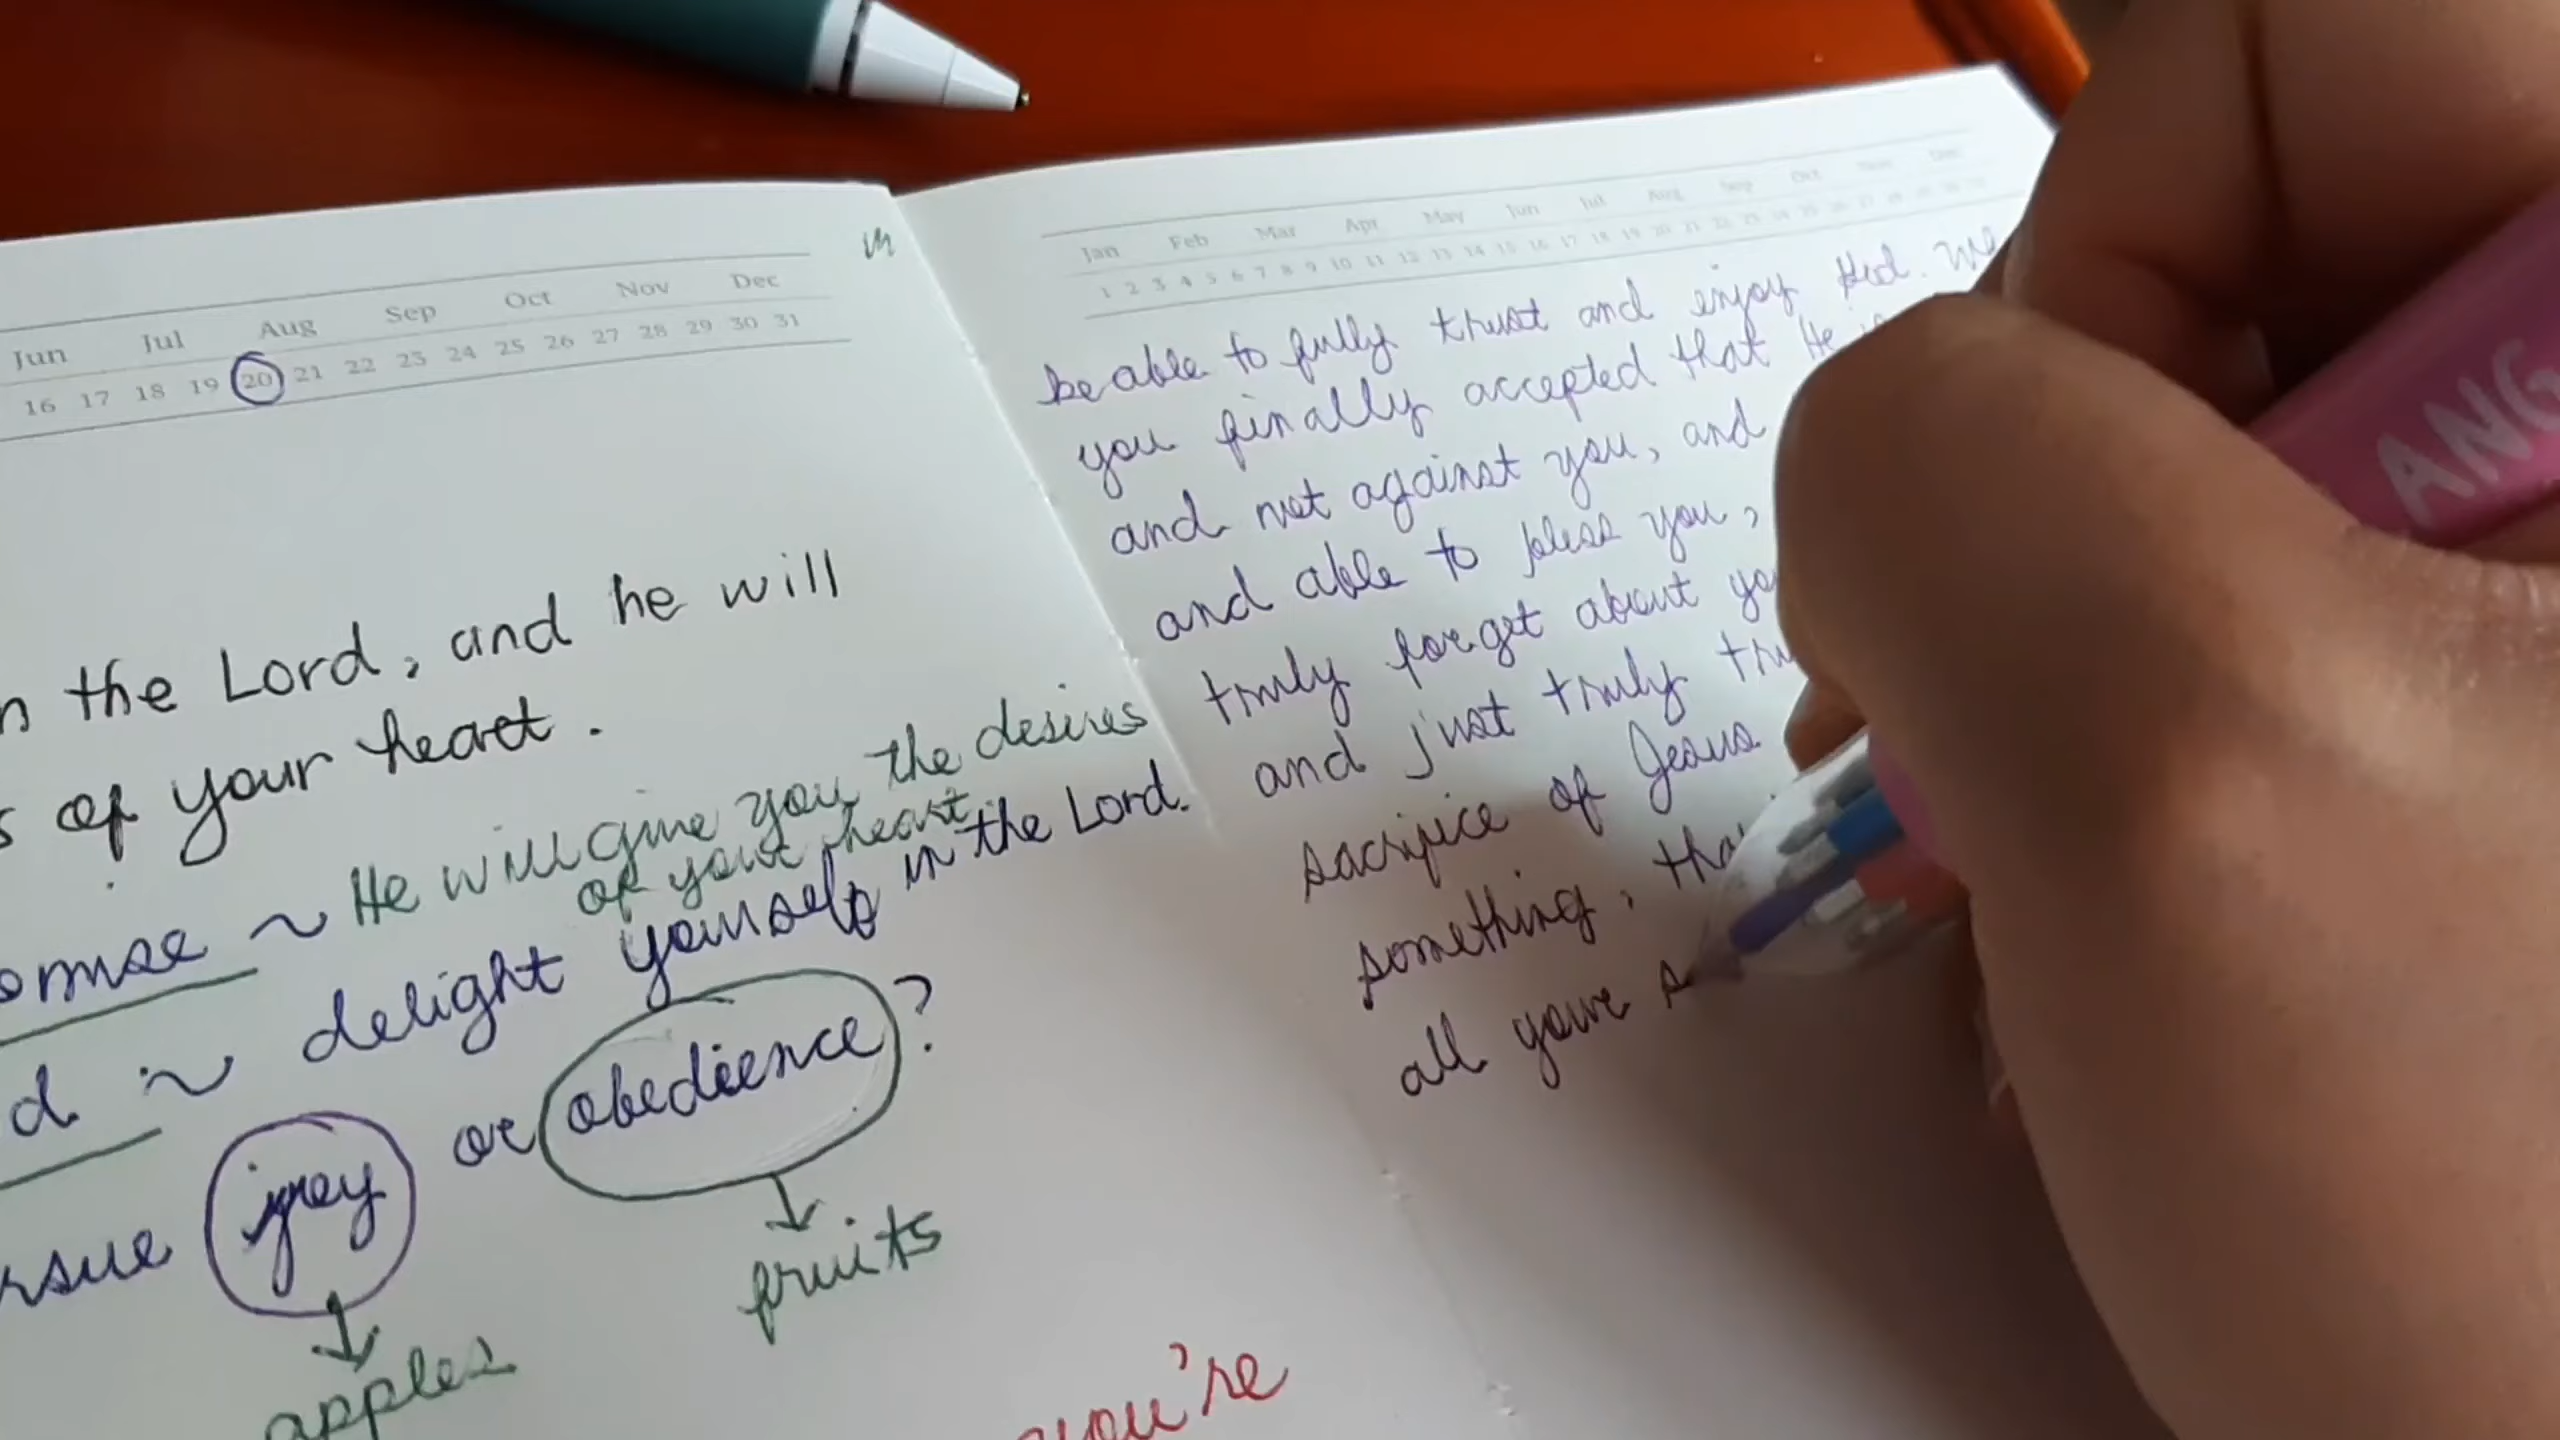 Jun Jul Aug Sep Oct Nov Dec
16 17 18 19 20 21 22 23 24 25 26 27 28 29 30 31
the Lord, and he will
of your heart.
~ He will give you the desires
of your heart.
~ delight yourself in the Lord.
joy or obedience?
fruits
apples
you're
Jan Feb Mar Apr May Jun Jul Aug Sep Oct Nov Dec
1 2 3 4 5 6 7 8 9 10 11 12 13 14 15 16 17 18 19 20 21 22 23 24 25 26 27 28 29 30 31
be able to fully trust and enjoy God.
you finally accepted that He
and not against you, and
and able to bless you,
truly forget about
and just truly
sacrifice of Jesus
something,
all your
ANG